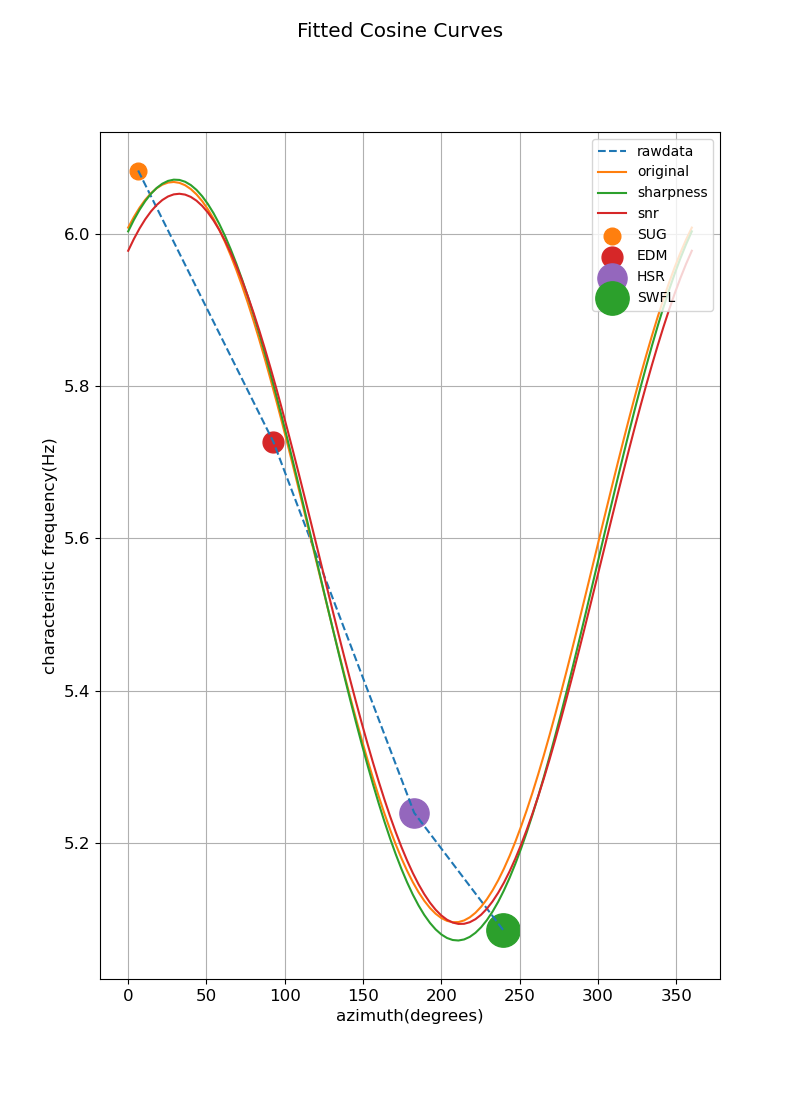 Fitted Cosine Curves
rawdata
original
sharpness
snr
SUG
EDM
HSR
SWFL
6.0
5.8
5.6
5.4
5.2
characteristic frequency(Hz)
0 50 100 150 200 250 300 350
azimuth(degrees)